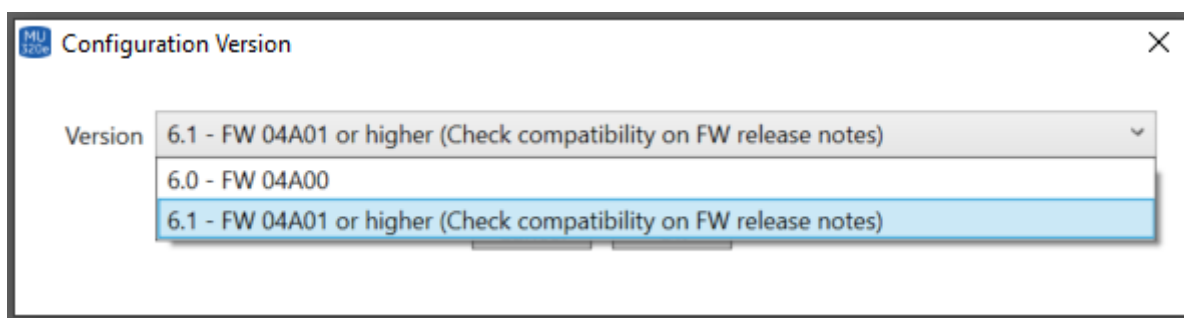 MU
320e
Configuration Version
Version 6.1 - FW 04A01 or higher (Check compatibility on FW release notes)
6.0 - FW 04A00
6.1 - FW 04A01 or higher (Check compatibility on FW release notes)